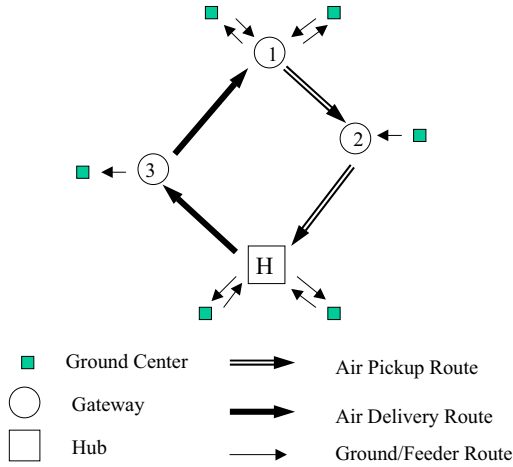 1
2
3
H
Ground Center
Air Pickup Route
Gateway
Air Delivery Route
Hub
Ground/Feeder Route